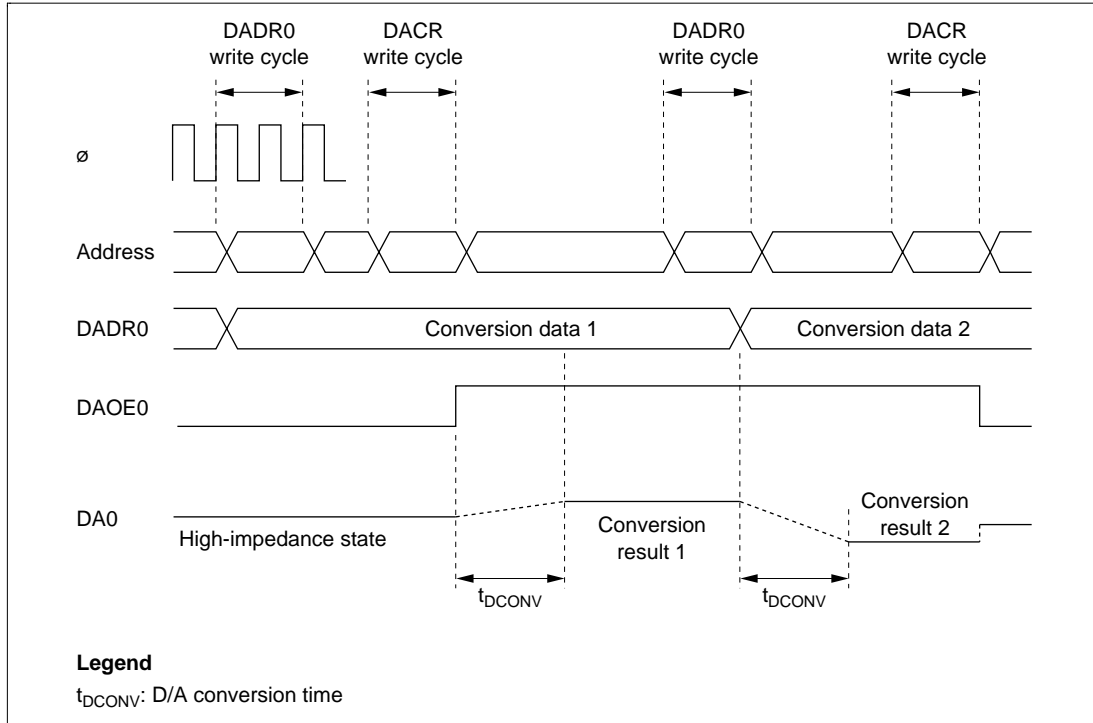 DADR0
write cycle
DACR
write cycle
DADR0
write cycle
DACR
write cycle
ø
Address
DADR0
Conversion data 1
Conversion data 2
DAOE0
DA0
High-impedance state
Conversion
result 1
Conversion
result 2
tDCONV
tDCONV
Legend
tDCONV: D/A conversion time